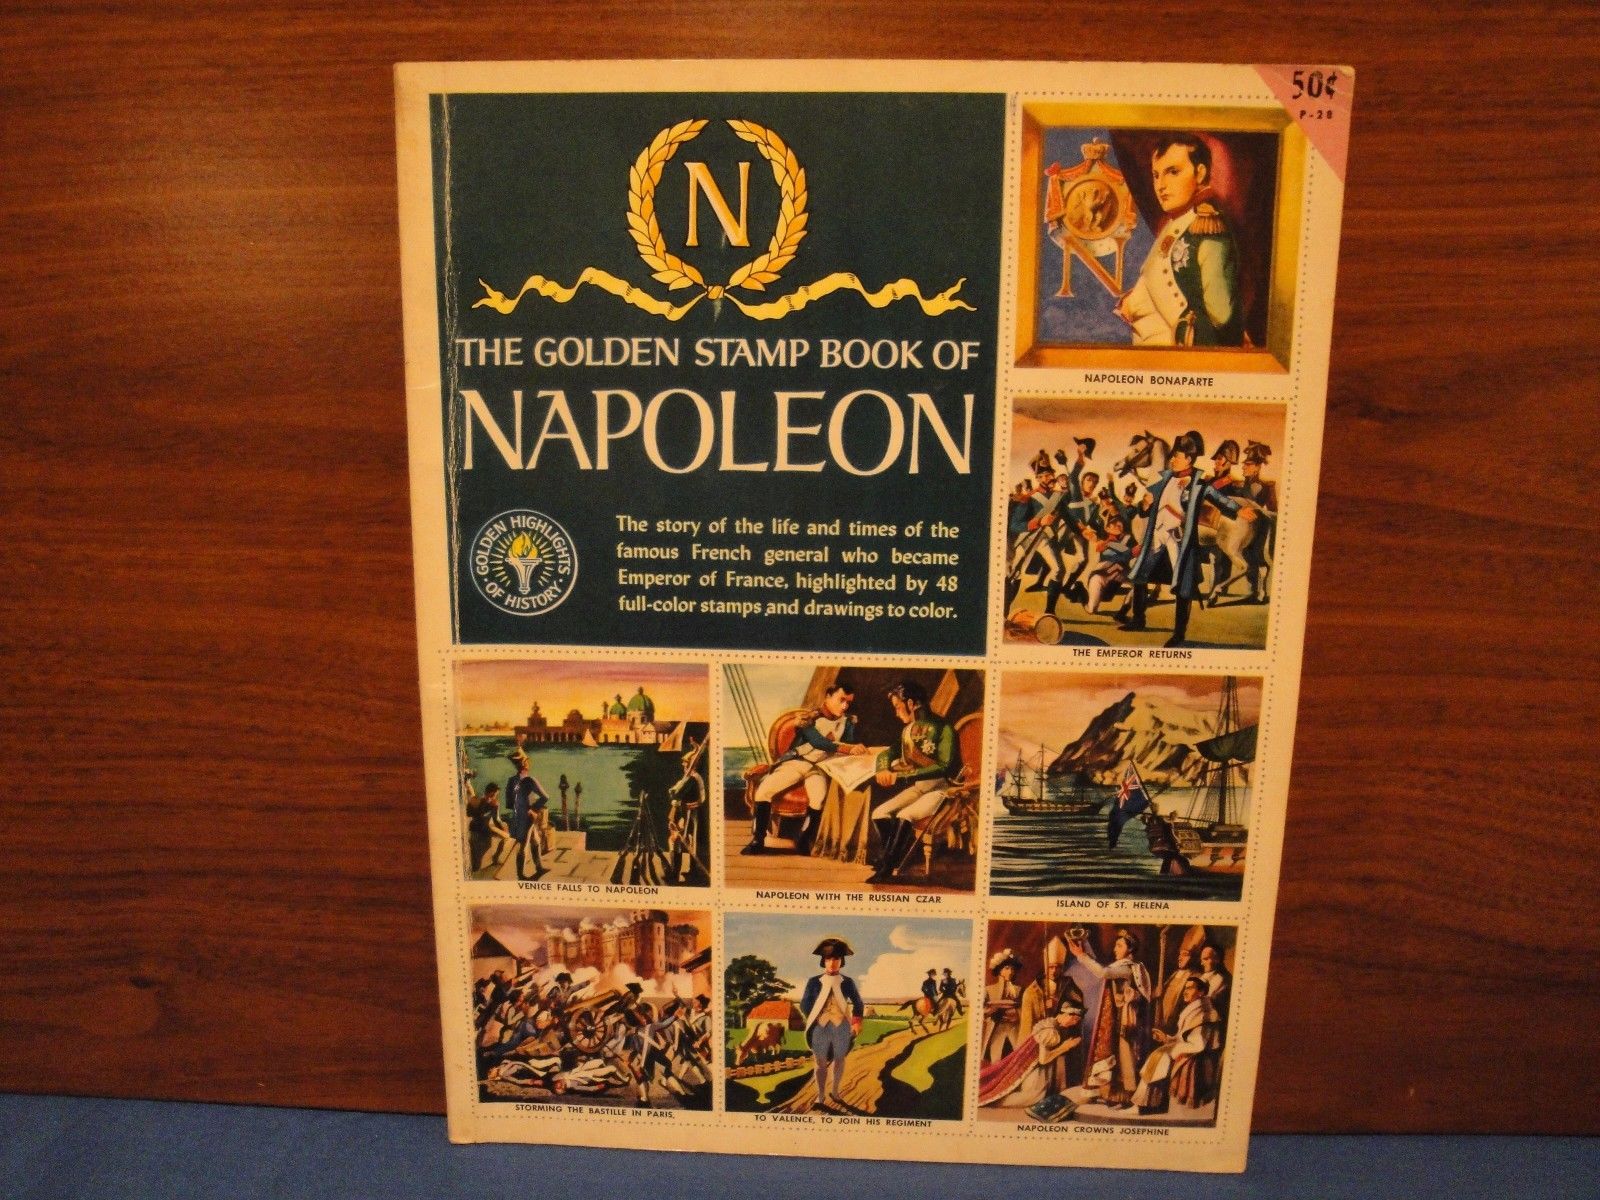 50¢
P-28
N
THE GOLDEN STAMP BOOK OF
NAPOLEON
GOLDEN HIGHLIGHTS
OF HISTORY
The story of the life and times of the
famous French general who became
Emperor of France, highlighted by 48
full-color stamps and drawings to color.
N
NAPOLEON BONAPARTE
THE EMPEROR RETURNS
VENICE FALLS TO NAPOLEON
NAPOLEON WITH THE RUSSIAN CZAR
ISLAND OF ST. HELENA
STORMING THE BASTILLE IN PARIS,
TO VALENCE, TO JOIN HIS REGIMENT
NAPOLEON CROWNS JOSEPHINE